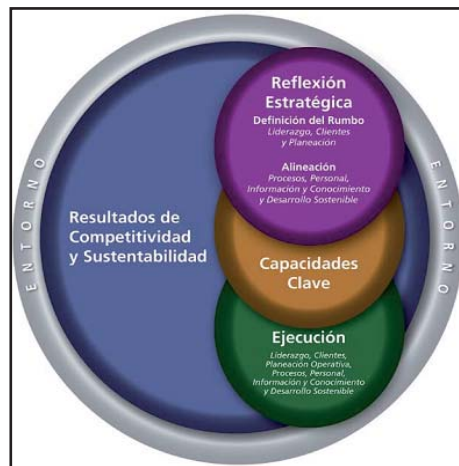 Reflexión
Estratégica
Definición del Rumbo
Liderazgo, Clientes
y Planeación
Alineación
Procesos, Personal,
Información y Conocimiento
y Desarrollo Sostenible
ENTORNO
ENTORNO
Resultados de
Competitividad
y Sustentabilidad
Capacidades
Clave
Ejecución
Liderazgo, Clientes,
Planeación Operativa,
Procesos, Personal,
Información y Conocimiento
y Desarrollo Sostenible